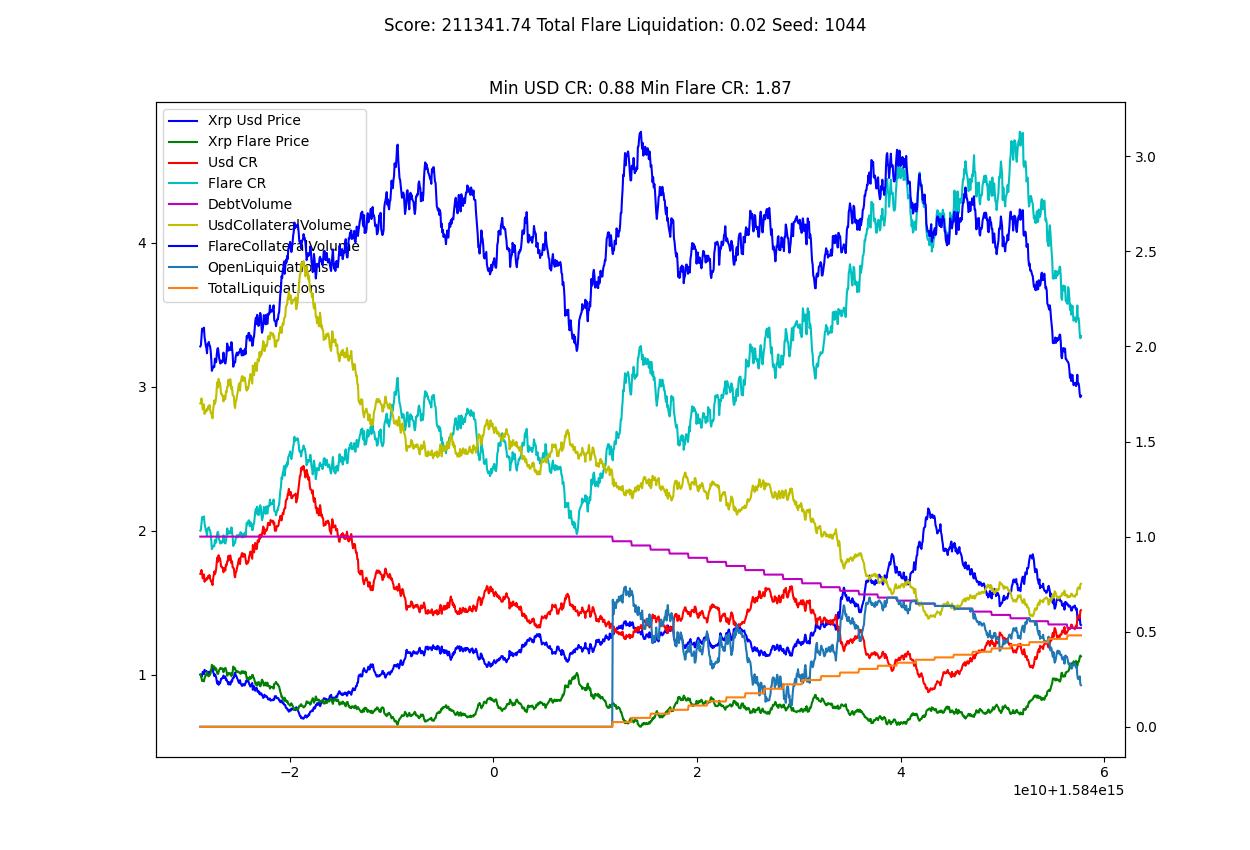 Score: 211341.74 Total Flare Liquidation: 0.02 Seed: 1044
Min USD CR: 0.88 Min Flare CR: 1.87
Xrp Usd Price
Xrp Flare Price
Usd CR
Flare CR
DebtVolume
UsdCollateralVolume
FlareCollateralVolume
OpenLiquidations
TotalLiquidations
4
3
2
1
3.0
2.5
2.0
1.5
1.0
0.5
0.0
−2
0
2
4
6
1e10+1.584e15